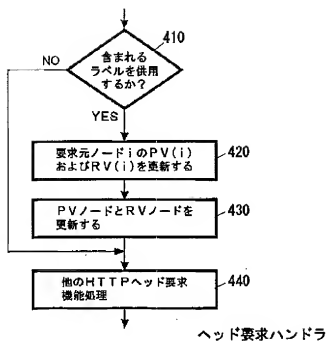 410
含まれる
ラベルを供用
するか?
NO
YES
420
要求元ノードiのPV(i)
およびRV(i)を更新する
430
PVノードとRVノードを
更新する
440
他のHTTPヘッド要求
機能処理
ヘッド要求ハンドラ